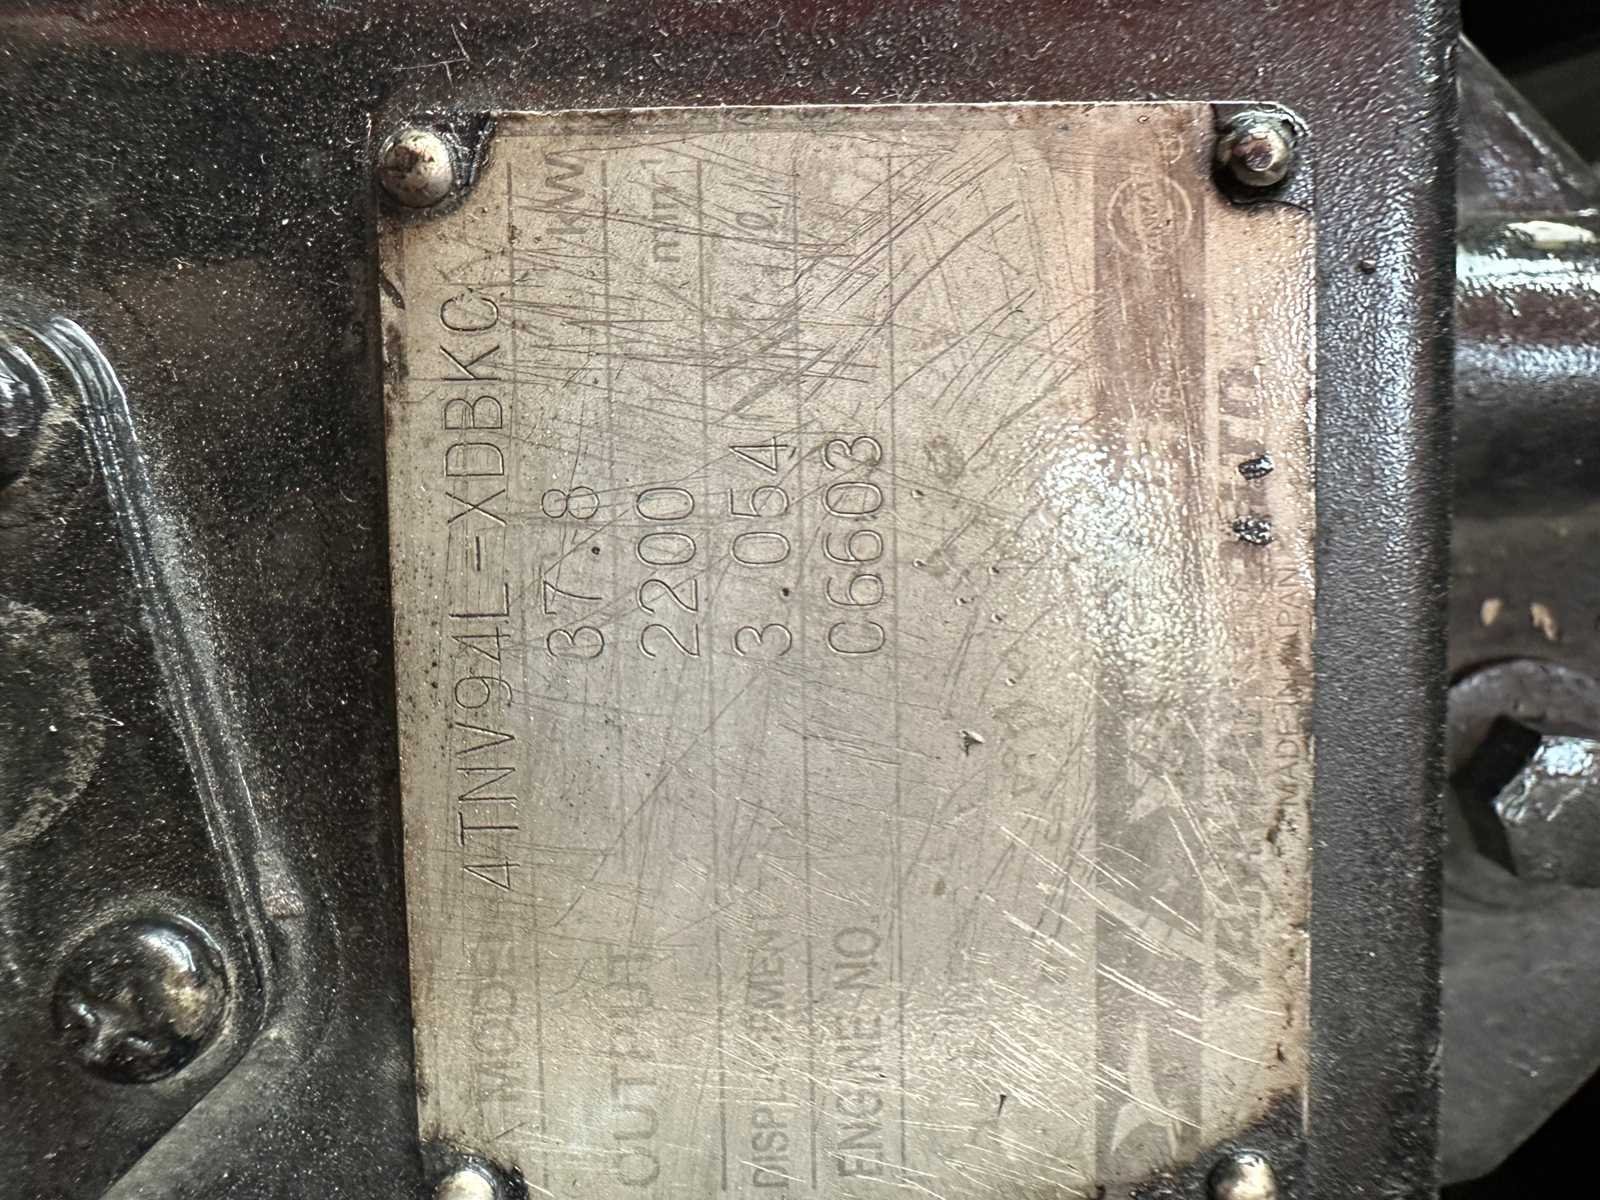 MODEL 4TNV94L-XDBKC
OUTPUT 37.8 kW
2200 min⁻¹
DISPLACEMENT 3.054 ℓ
ENGINE NO. C6603
YANMAR
MADE IN JAPAN